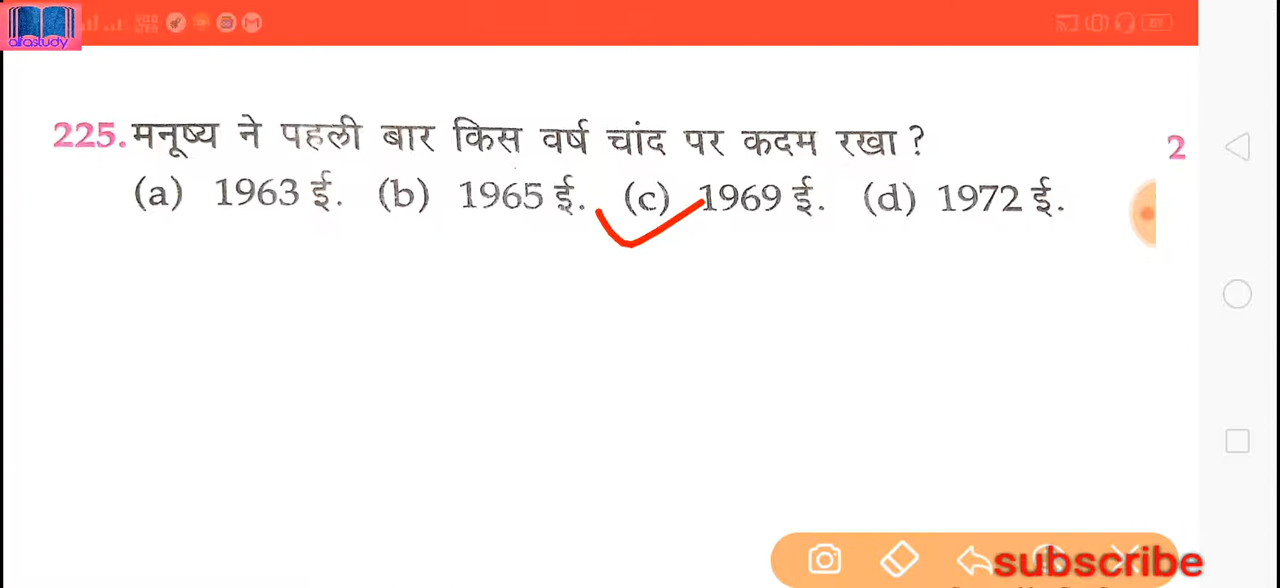 alfastudy
225. मनूष्य ने पहली बार किस वर्ष चांद पर कदम रखा ?
2
(a) 1963 ई. (b) 1965 ई. (c) 1969 ई. (d) 1972 ई.
subscribe